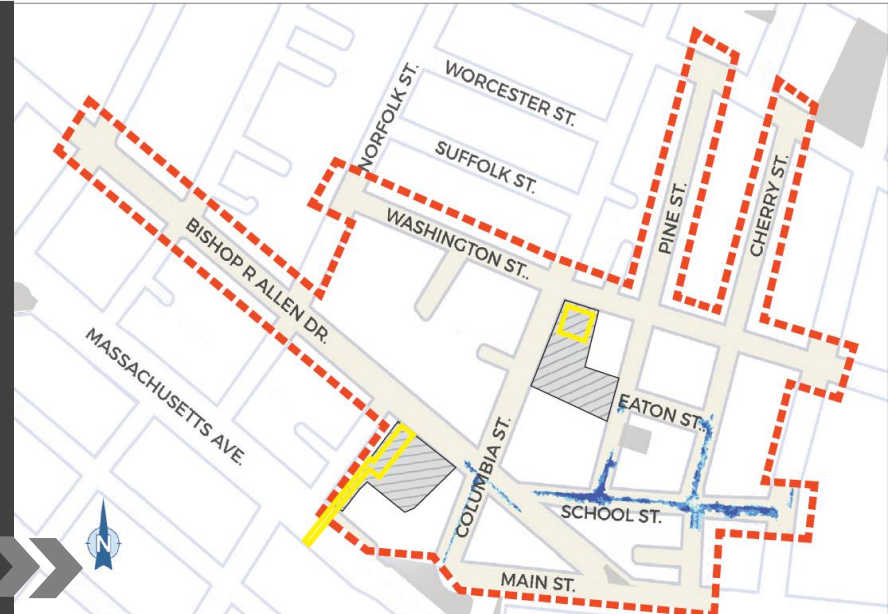 WORCESTER ST.
NORFOLK ST.
SUFFOLK ST.
PINE ST.
CHERRY ST.
WASHINGTON ST..
BISHOP R ALLEN DR.
MASSACHUSETTS AVE.
EATON ST..
COLUMBIA ST.
SCHOOL ST.
N
MAIN ST.